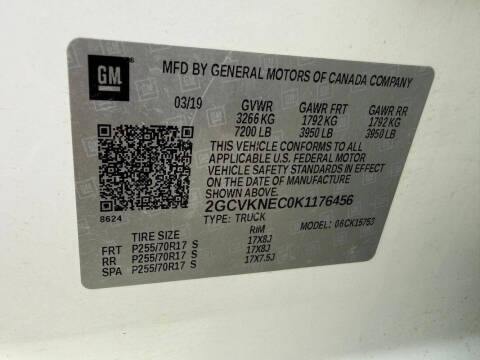 GM
MFD BY GENERAL MOTORS OF CANADA COMPANY
03/19 GVWR GAWR FRT GAWR RR
3266 KG 1792 KG 1792 KG
7200 LB 3950 LB 3950 LB
THIS VEHICLE CONFORMS TO ALL
APPLICABLE U.S. FEDERAL MOTOR
VEHICLE SAFETY STANDARDS IN EFFECT
ON THE DATE OF MANUFACTURE
SHOWN ABOVE.
8624
2GCVKNEC0K1176456
TYPE: TRUCK MODEL: 06CK15753
TIRE SIZE RIM
FRT P255/70R17 S 17X8J
RR P255/70R17 S 17X8J
SPA P255/70R17 S 17X7.5J